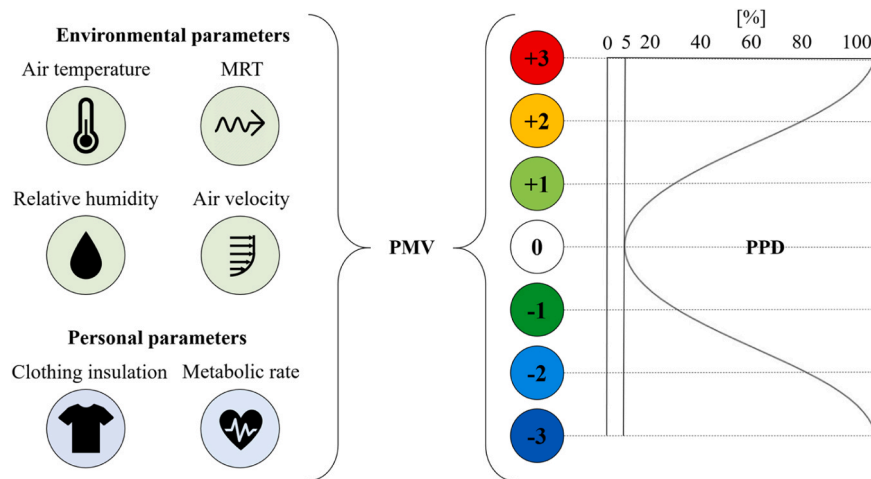 Environmental parameters
Air temperature
MRT
Relative humidity
Air velocity
Personal parameters
Clothing insulation
Metabolic rate
PMV
+3
+2
+1
0
-1
-2
-3
[%]
0 5 20 40 60 80 100
PPD